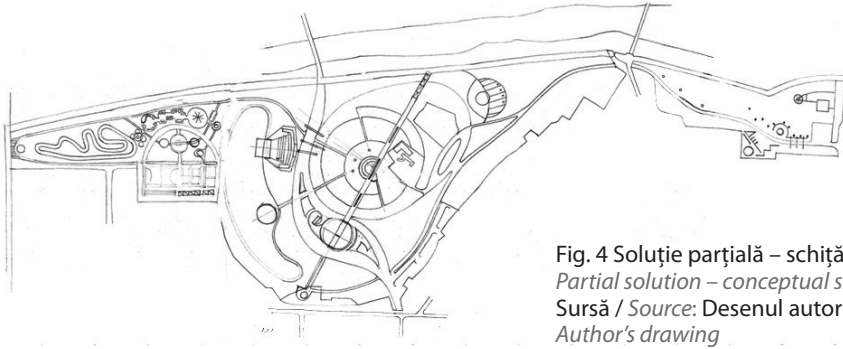 Fig. 4 Soluție parțială – schiță
Partial solution – conceptual s
Sursă / Source: Desenul autor
Author's drawing